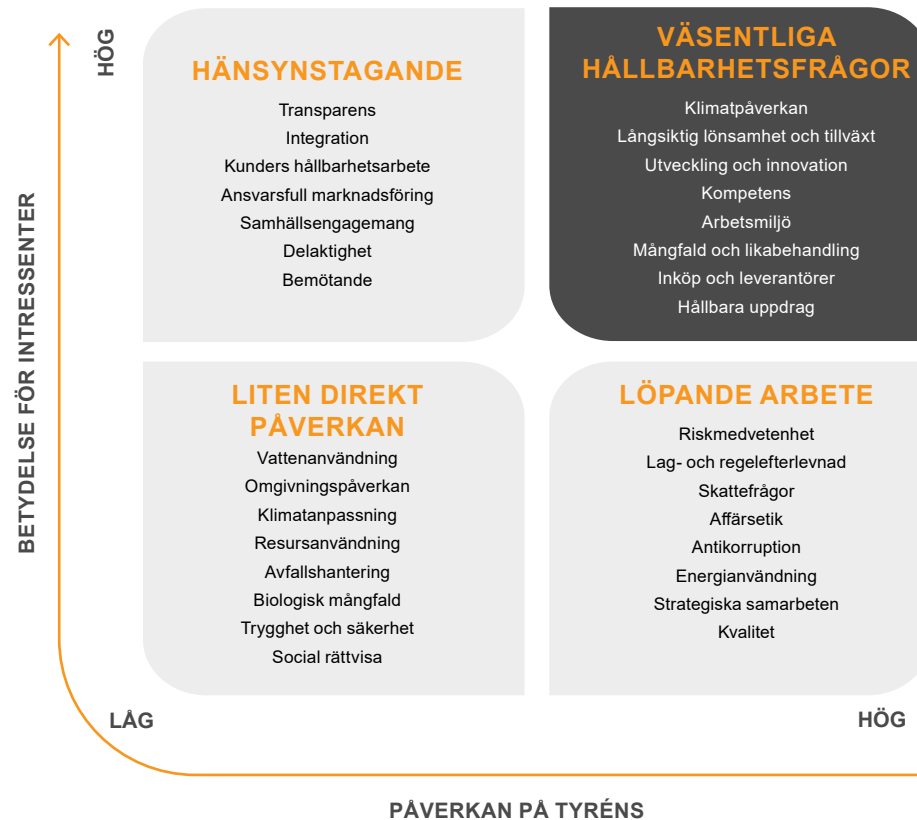 HÖG
BETYDELSE FÖR INTRESSENTER
HÄNSYNSTAGANDE
Transparens
Integration
Kunders hållbarhetsarbete
Ansvarsfull marknadsföring
Samhällsengagemang
Delaktighet
Bemötande
VÄSENTLIGA
HÅLLBARHETSFRÅGOR
Klimatpåverkan
Långsiktig lönsamhet och tillväxt
Utveckling och innovation
Kompetens
Arbetsmiljö
Mångfald och likabehandling
Inköp och leverantörer
Hållbara uppdrag
LITEN DIREKT
PÅVERKAN
Vattenanvändning
Omgivningspåverkan
Klimatanpassning
Resursanvändning
Avfallshantering
Biologisk mångfald
Trygghet och säkerhet
Social rättvisa
LÖPANDE ARBETE
Riskmedvetenhet
Lag- och regelefterlevnad
Skattefrågor
Affärsetik
Antikorruption
Energianvändning
Strategiska samarbeten
Kvalitet
LÅG
HÖG
PÅVERKAN PÅ TYRÉNS